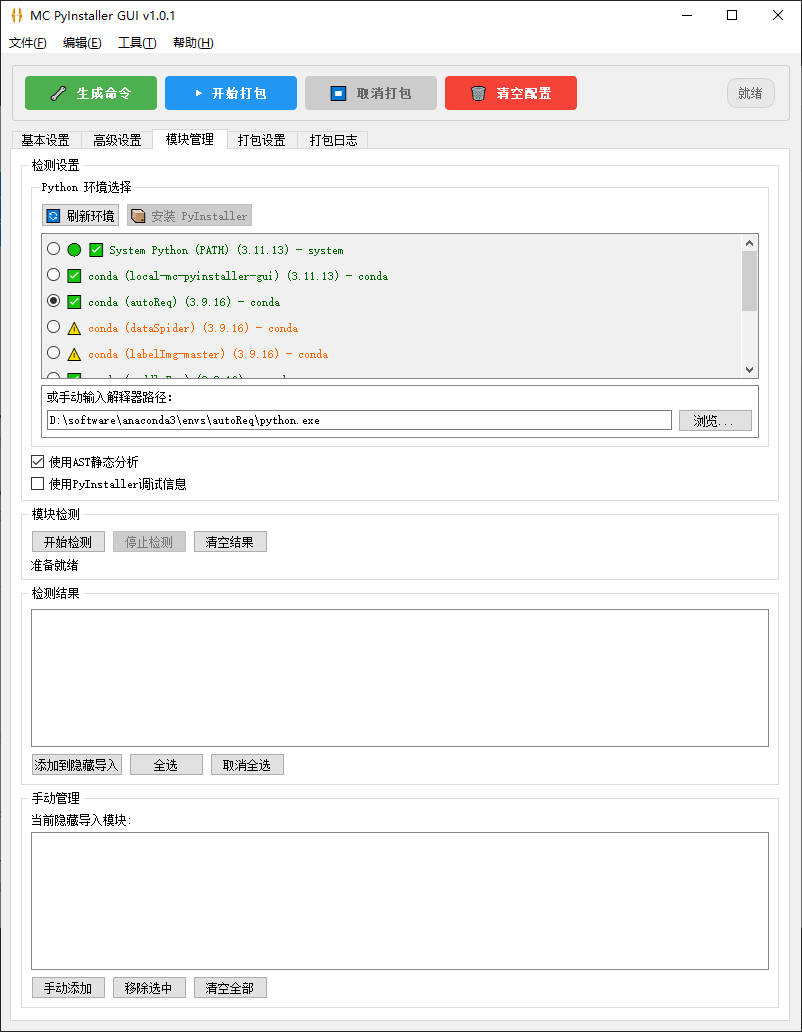 MC PyInstaller GUI v1.0.1
文件(F) 编辑(E) 工具(T) 帮助(H)
生成命令 开始打包 取消打包 清空配置 就绪
基本设置 高级设置 模块管理 打包设置 打包日志
检测设置
Python 环境选择
刷新环境 安装 PyInstaller
System Python (PATH) (3.11.13) - system
conda (local-mc-pyinstaller-gui) (3.11.13) - conda
conda (autoReq) (3.9.16) - conda
conda (dataSpider) (3.9.16) - conda
conda (labelImg-master) (3.9.16) - conda
或手动输入解释器路径:
D:\software\anaconda3\envs\autoReq\python.exe 浏览...
使用AST静态分析
使用PyInstaller调试信息
模块检测
开始检测 停止检测 清空结果
准备就绪
检测结果
添加到隐藏导入 全选 取消全选
手动管理
当前隐藏导入模块:
手动添加 移除选中 清空全部